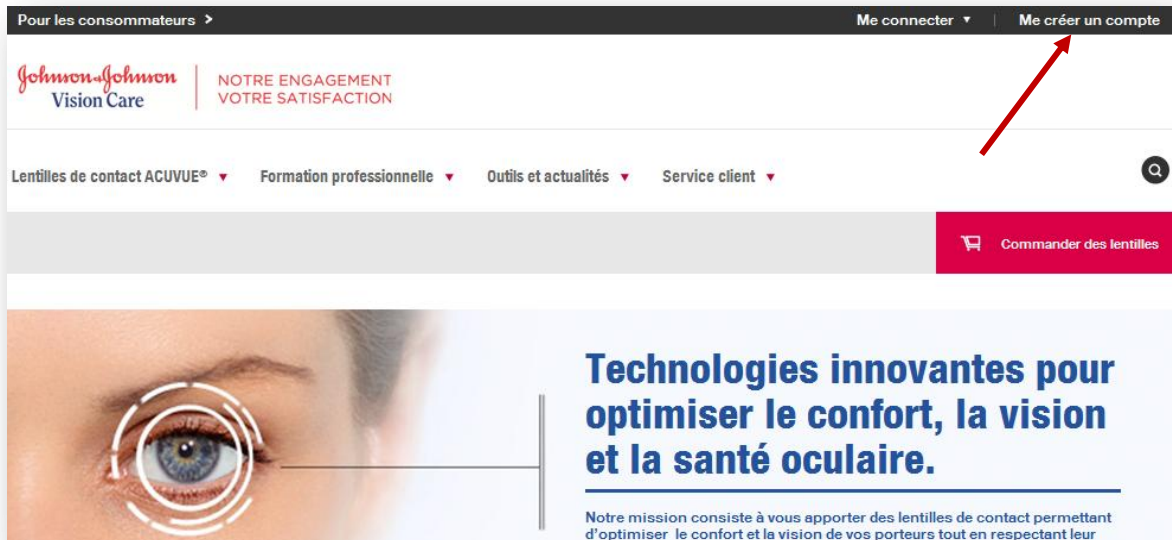 Pour les consommateurs >
Me connecter ▼ | Me créer un compte
Johnson & Johnson
Vision Care
NOTRE ENGAGEMENT
VOTRE SATISFACTION
Lentilles de contact ACUVUE® ▼ Formation professionnelle ▼ Outils et actualités ▼ Service client ▼
Commander des lentilles
Technologies innovantes pour
optimiser le confort, la vision
et la santé oculaire.
Notre mission consiste à vous apporter des lentilles de contact permettant
d'optimiser le confort et la vision de vos porteurs tout en respectant leur